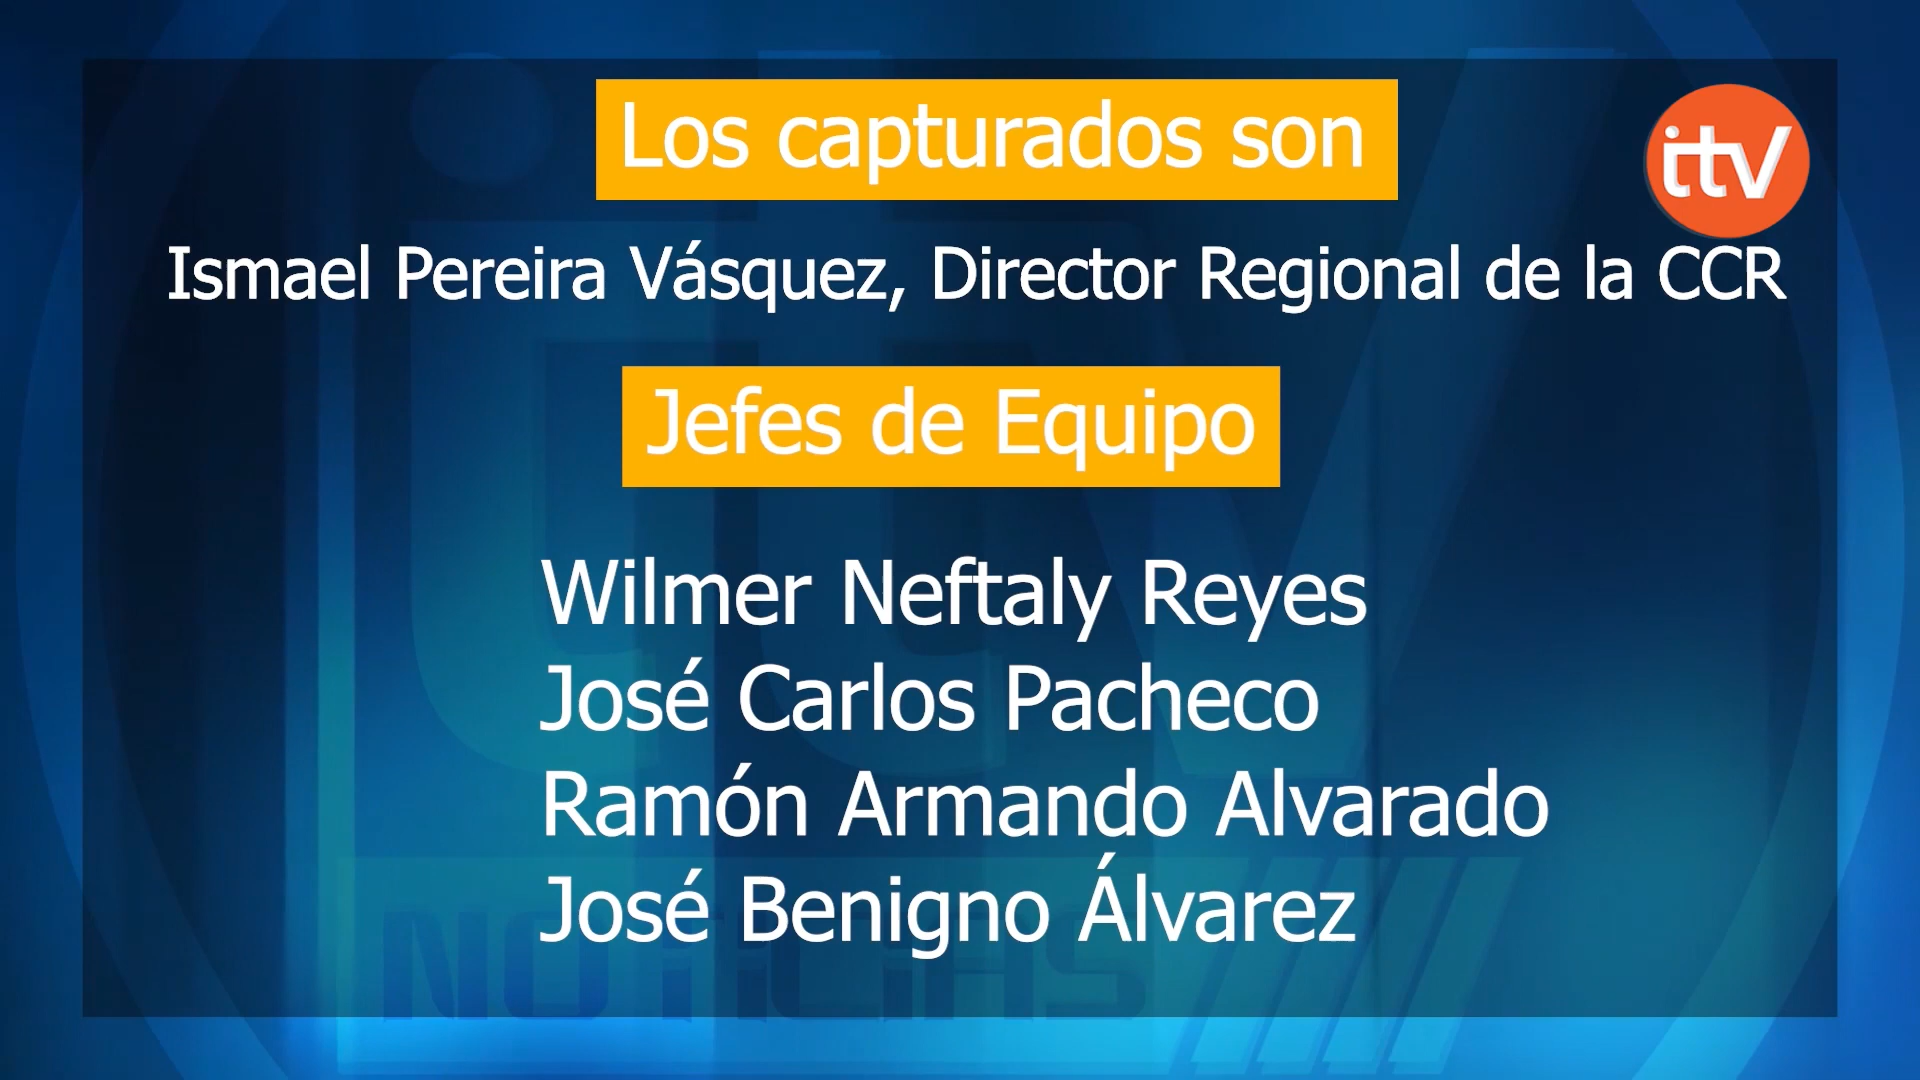 Los capturados son
itv
Ismael Pereira Vásquez, Director Regional de la CCR
Jefes de Equipo
Wilmer Neftaly Reyes
José Carlos Pacheco
Ramón Armando Alvarado
José Benigno Álvarez
NOTICIAS